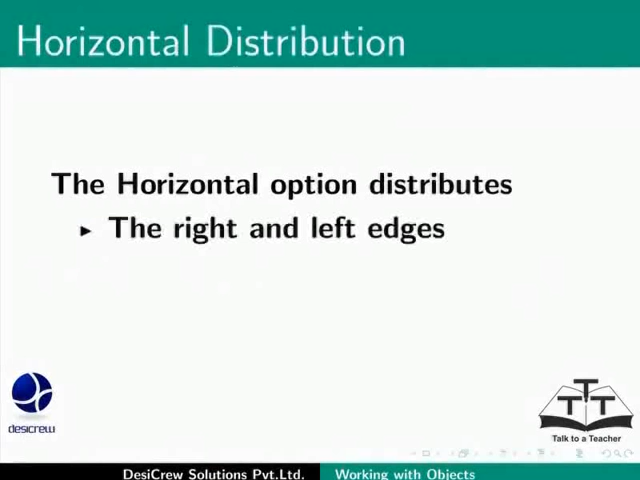 Horizontal Distribution
The Horizontal option distributes
The right and left edges
desicrew
TTT
Talk to a Teacher
DesiCrew Solutions Pvt.Ltd. Working with Objects